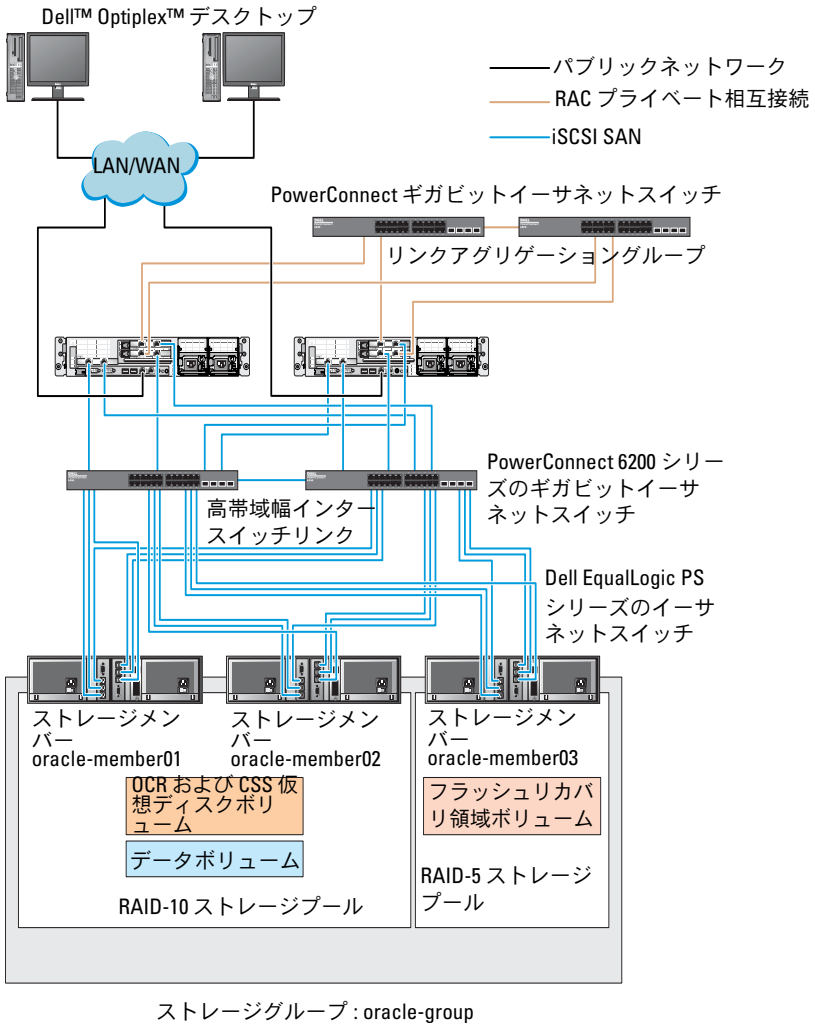 Dell™ Optiplex™ デスクトップ
パブリックネットワーク
RAC プライベート相互接続
iSCSI SAN
LAN/WAN
PowerConnect ギガビットイーサネットスイッチ
リンクアグリゲーショングループ
PowerConnect 6200 シリー
ズのギガビットイーサ
ネットスイッチ
高帯域幅インター
スイッチリンク
Dell EqualLogic PS
シリーズのイーサ
ネットスイッチ
ストレージメン
バー
oracle-member01
ストレージメン
バー
oracle-member02
ストレージメン
バー
oracle-member03
OCR および CSS 仮
想ディスクボリ
ューム
データボリューム
フラッシュリカバ
リ領域ボリューム
RAID-10 ストレージプール
RAID-5 ストレージ
プール
ストレージグループ : oracle-group